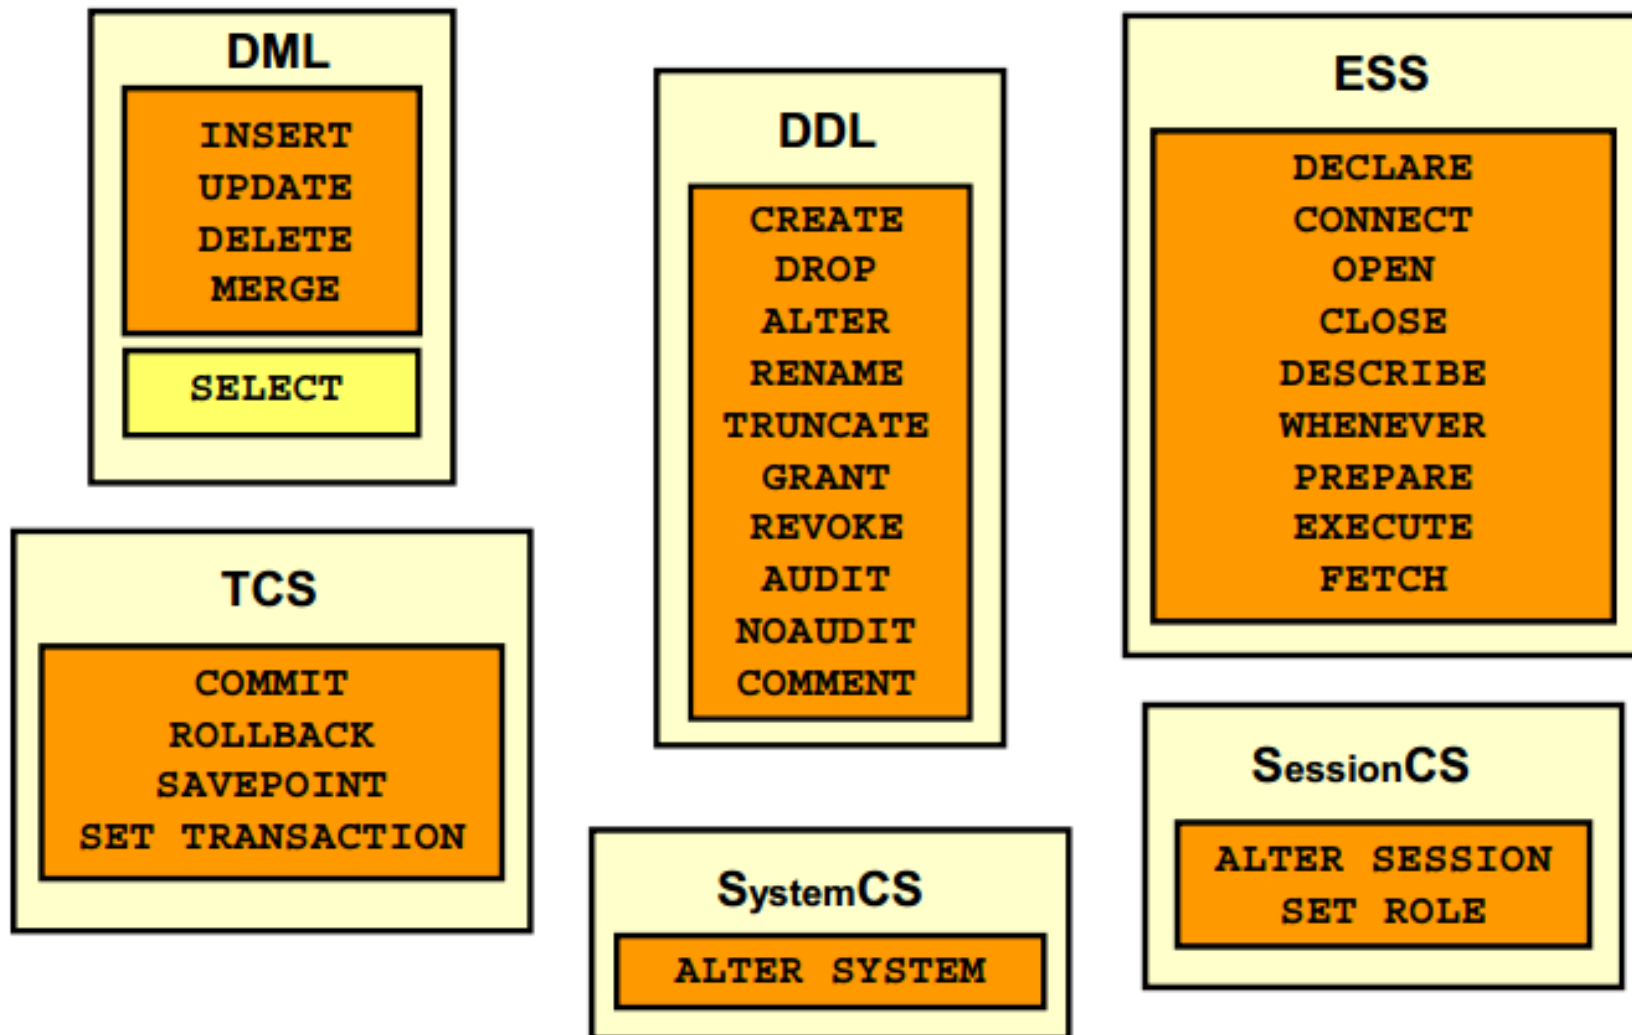 DML
INSERT
UPDATE
DELETE
MERGE
SELECT
TCS
COMMIT
ROLLBACK
SAVEPOINT
SET TRANSACTION
DDL
CREATE
DROP
ALTER
RENAME
TRUNCATE
GRANT
REVOKE
AUDIT
NOAUDIT
COMMENT
SystemCS
ALTER SYSTEM
ESS
DECLARE
CONNECT
OPEN
CLOSE
DESCRIBE
WHENEVER
PREPARE
EXECUTE
FETCH
SessionCS
ALTER SESSION
SET ROLE